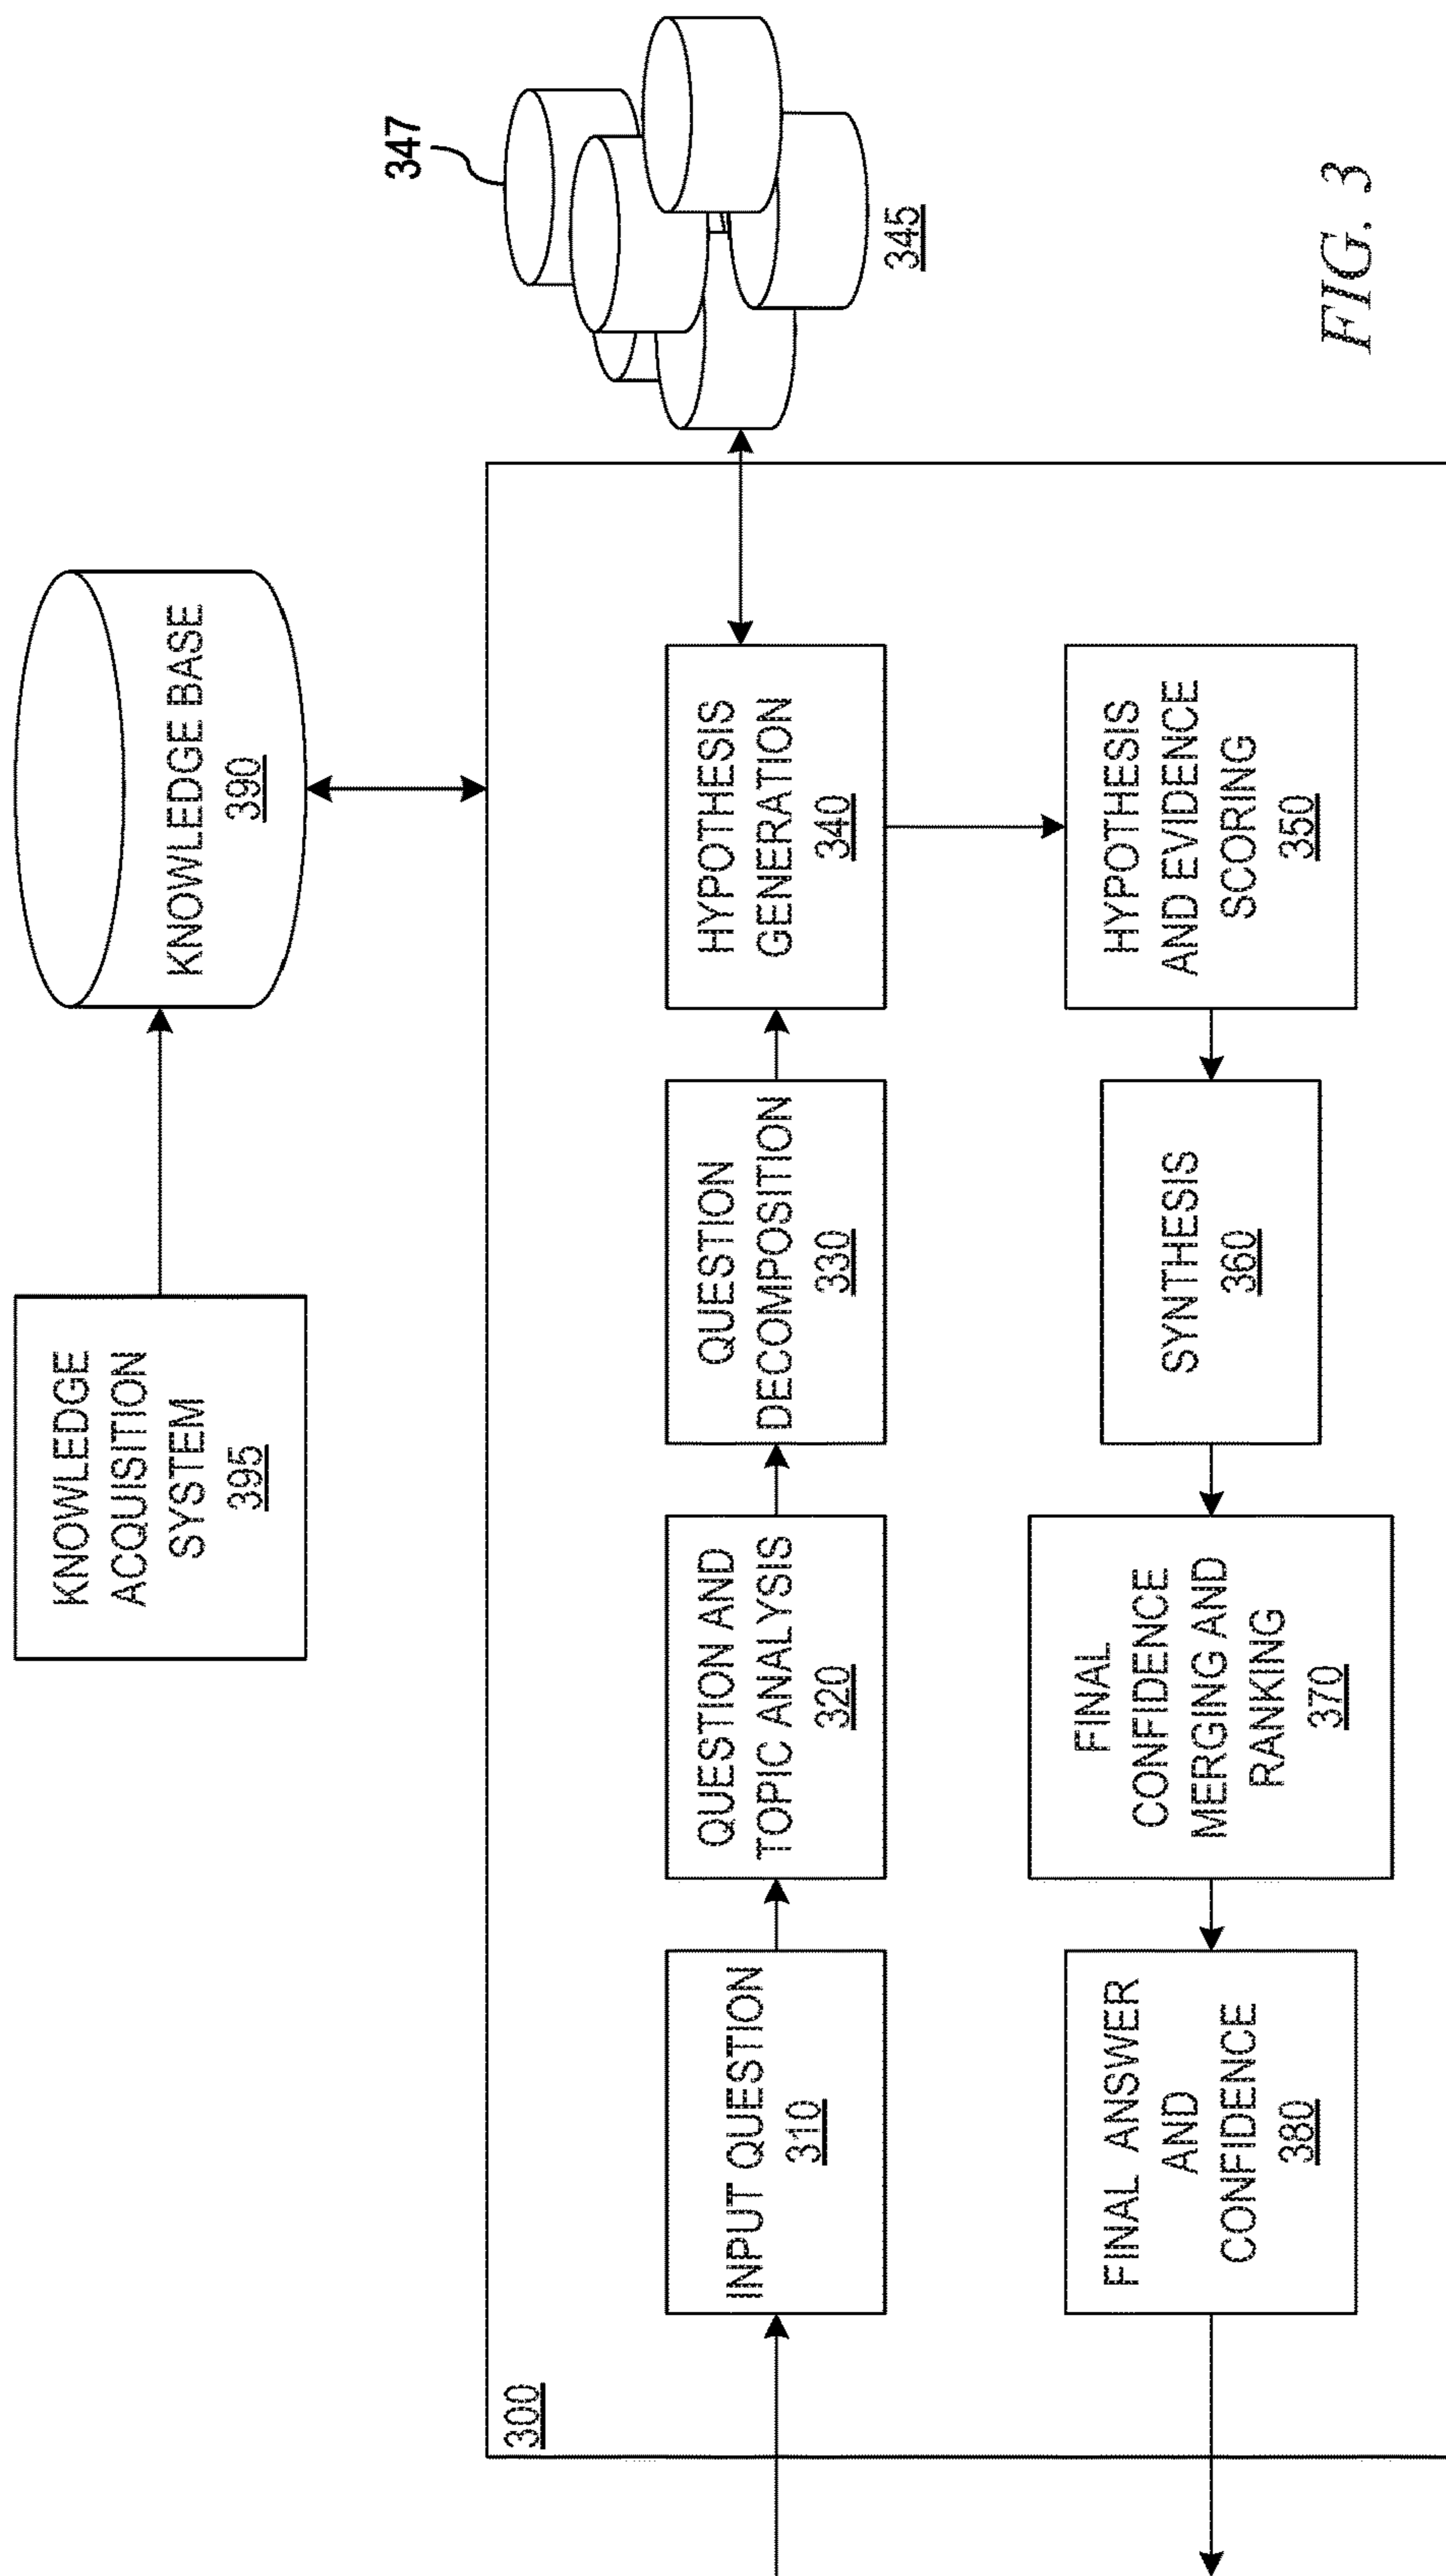 KNOWLEDGE
ACQUISITION
SYSTEM
395
KNOWLEDGE BASE
390
347
345
300
INPUT QUESTION
310
QUESTION AND
TOPIC ANALYSIS
320
QUESTION
DECOMPOSITION
330
HYPOTHESIS
GENERATION
340
FINAL ANSWER
AND
CONFIDENCE
380
FINAL
CONFIDENCE
MERGING AND
RANKING
370
SYNTHESIS
360
HYPOTHESIS
AND EVIDENCE
SCORING
350
FIG. 3